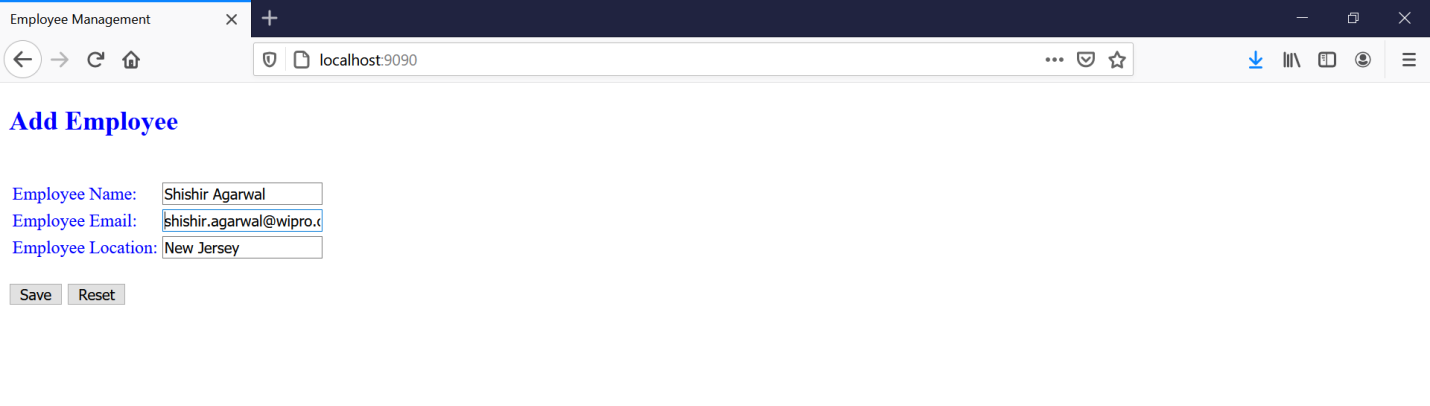 Employee Management
localhost:9090
Add Employee
Employee Name: Shishir Agarwal
Employee Email: shishir.agarwal@wipro.c
Employee Location: New Jersey
Save Reset